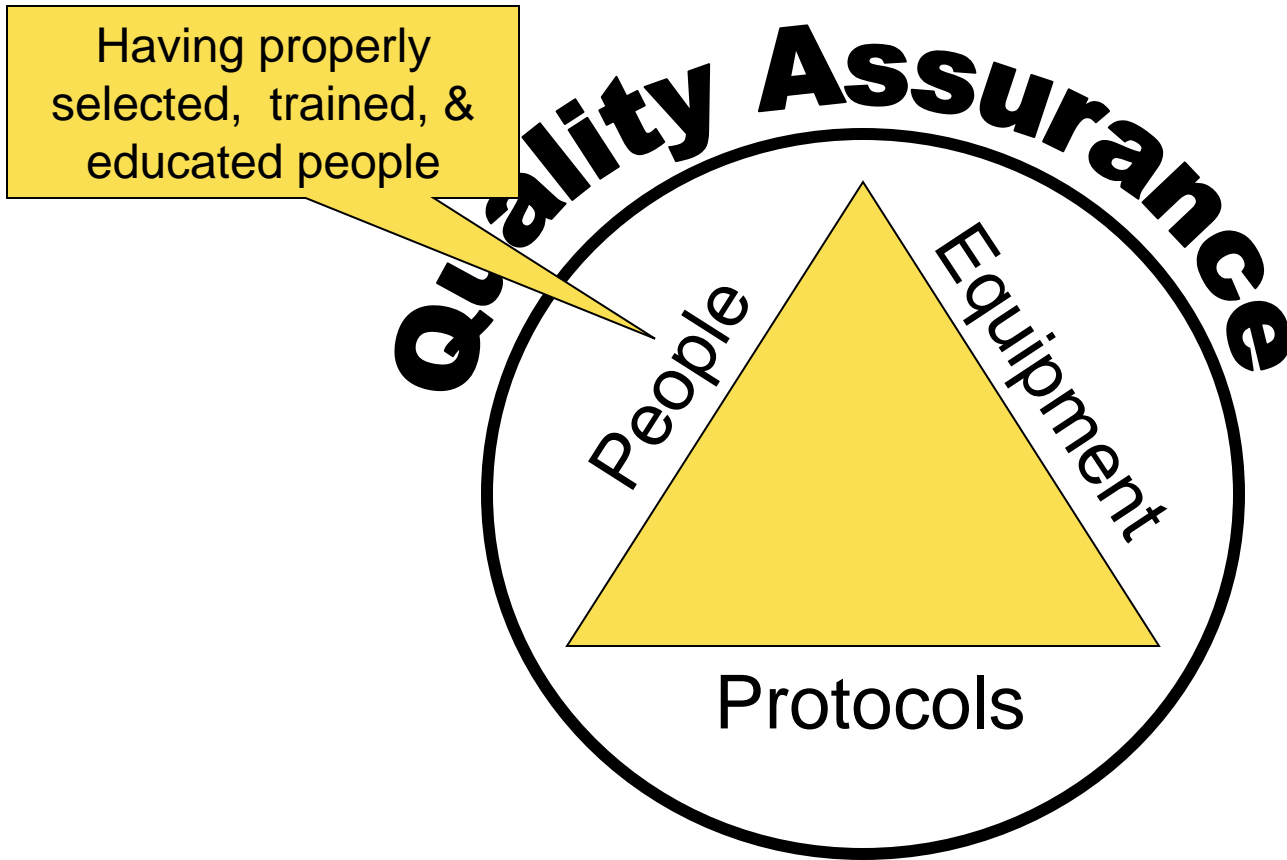 Having properly
selected, trained, &
educated people
Quality Assurance
People
Equipment
Protocols